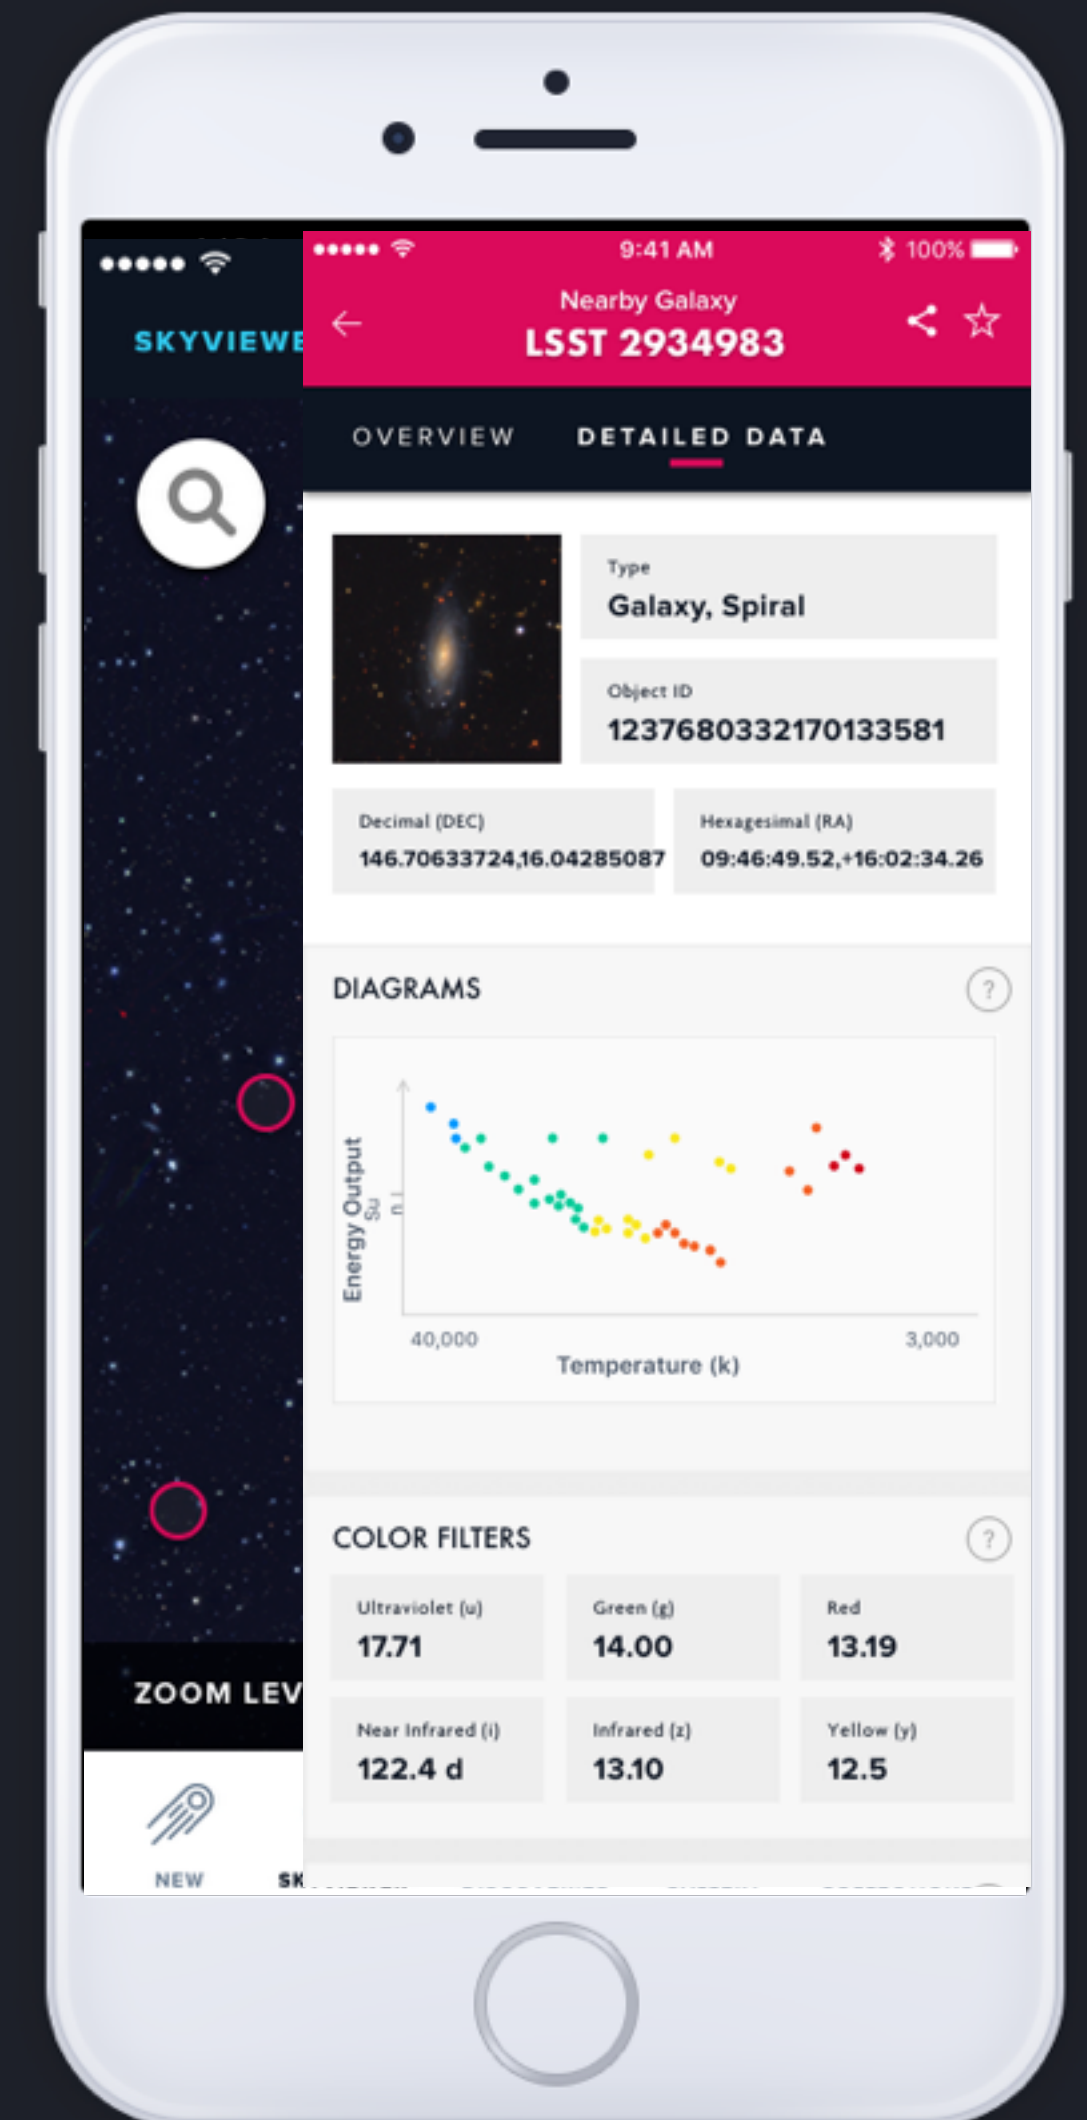 SKYVIEWE
9:41 AM
100%
Nearby Galaxy
LSST 2934983
OVERVIEW
DETAILED DATA
Type
Galaxy, Spiral
Object ID
1237680332170133581
Decimal (DEC)
146.70633724,16.04285087
Hexagesimal (RA)
09:46:49.52,+16:02:34.26
DIAGRAMS
?
Energy Output
Su
n
40,000
3,000
Temperature (k)
COLOR FILTERS
?
Ultraviolet (u)
17.71
Green (g)
14.00
Red
13.19
Near Infrared (i)
122.4 d
Infrared (z)
13.10
Yellow (y)
12.5
ZOOM LEV
NEW